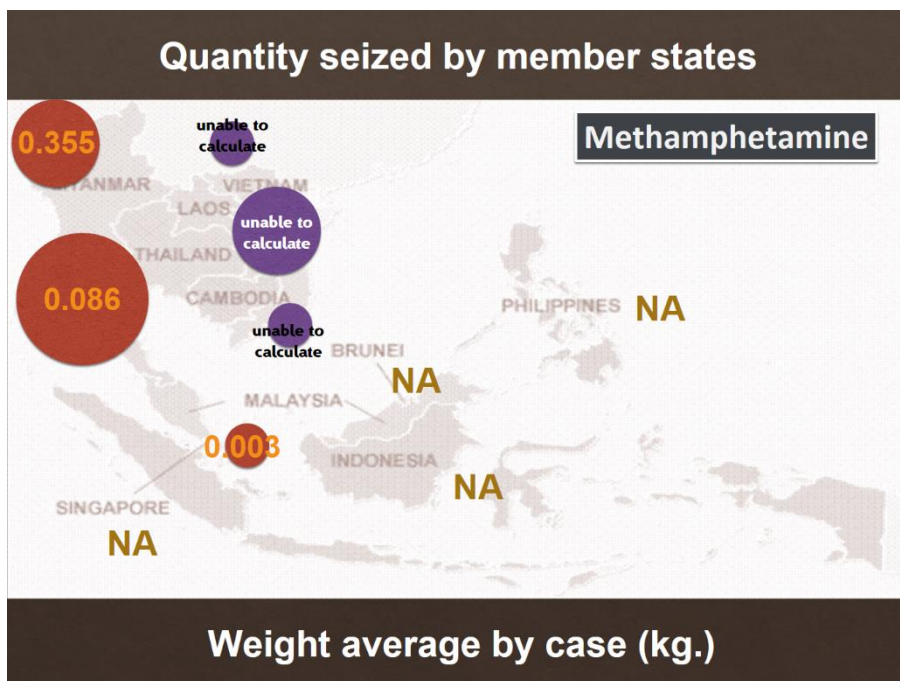 Quantity seized by member states
Methamphetamine
0.355
unable to
calculate
MYANMAR
VIETNAM
LAOS
unable to
calculate
THAILAND
0.086
CAMBODIA
PHILIPPINES
NA
unable to
calculate
BRUNEI
NA
MALAYSIA
0.003
INDONESIA
NA
SINGAPORE
NA
Weight average by case (kg.)